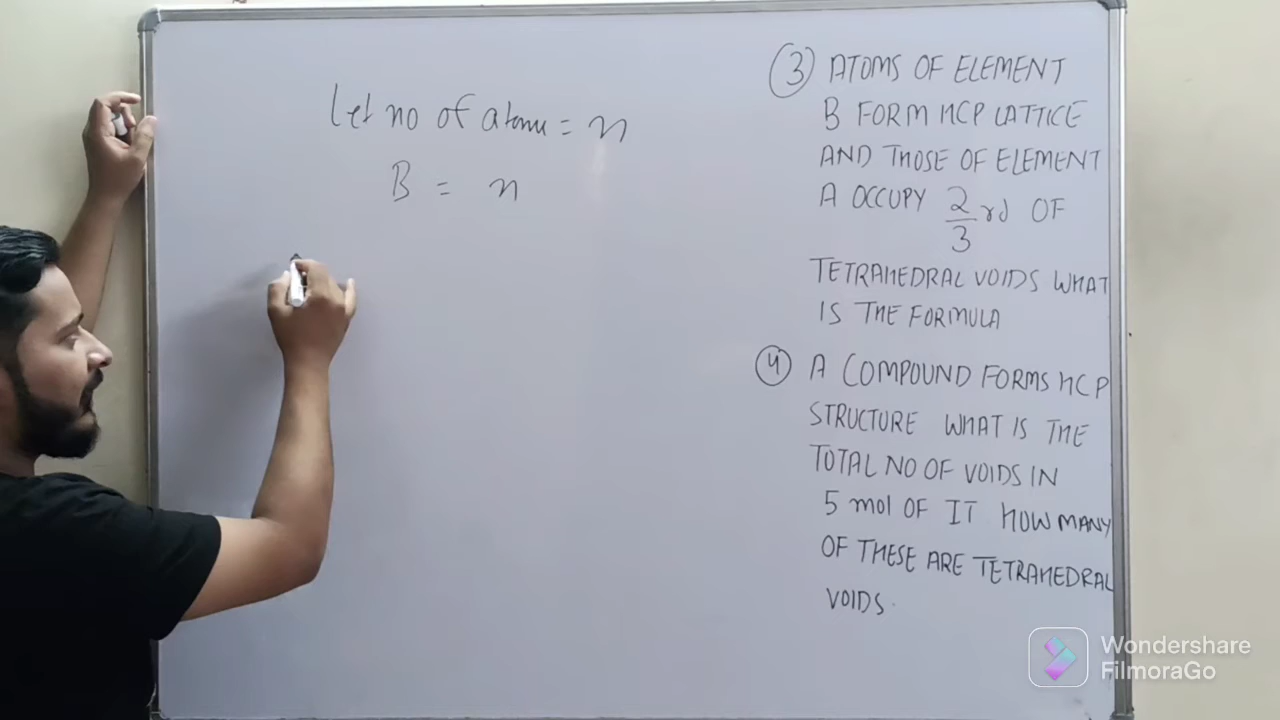 Let no of atoms = n
B = n
3 ATOMS OF ELEMENT
B FORM HCP LATTICE
AND THOSE OF ELEMENT
A OCCUPY 2/3 rd OF
TETRAHEDRAL VOIDS WHAT
IS THE FORMULA
4 A COMPOUND FORMS HCP
STRUCTURE WHAT IS THE
TOTAL NO OF VOIDS IN
5 mol OF IT HOW MANY
OF THESE ARE TETRAHEDRAL
VOIDS.
Wondershare
FilmoraGo